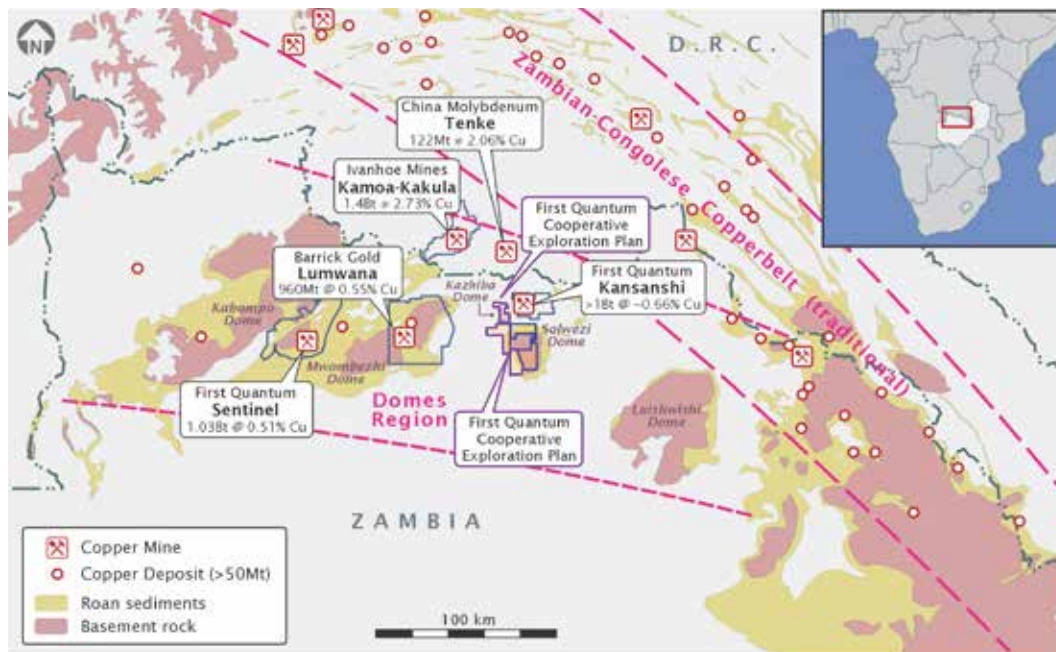 N
D.R.C.
Zambian-Congolese Copperbelt (traditional)
China Molybdenum
Tenke
122Mt @ 2.06% Cu
Ivanhoe Mines
Kamoa-Kakula
1.4Bt @ 2.73% Cu
First Quantum
Cooperative
Exploration Plan
Barrick Gold
Lumwana
960Mt @ 0.55% Cu
First Quantum
Kansanshi
>1Bt @ ~0.66% Cu
Kazhiba
Dome
Kabompo
Dome
Solwezi
Dome
Mwombezhi
Dome
First Quantum
Sentinel
1.03Bt @ 0.51% Cu
Domes
Region
First Quantum
Cooperative
Exploration Plan
Luishwishi
Dome
ZAMBIA
Copper Mine
Copper Deposit (>50Mt)
Roan sediments
Basement rock
100 km